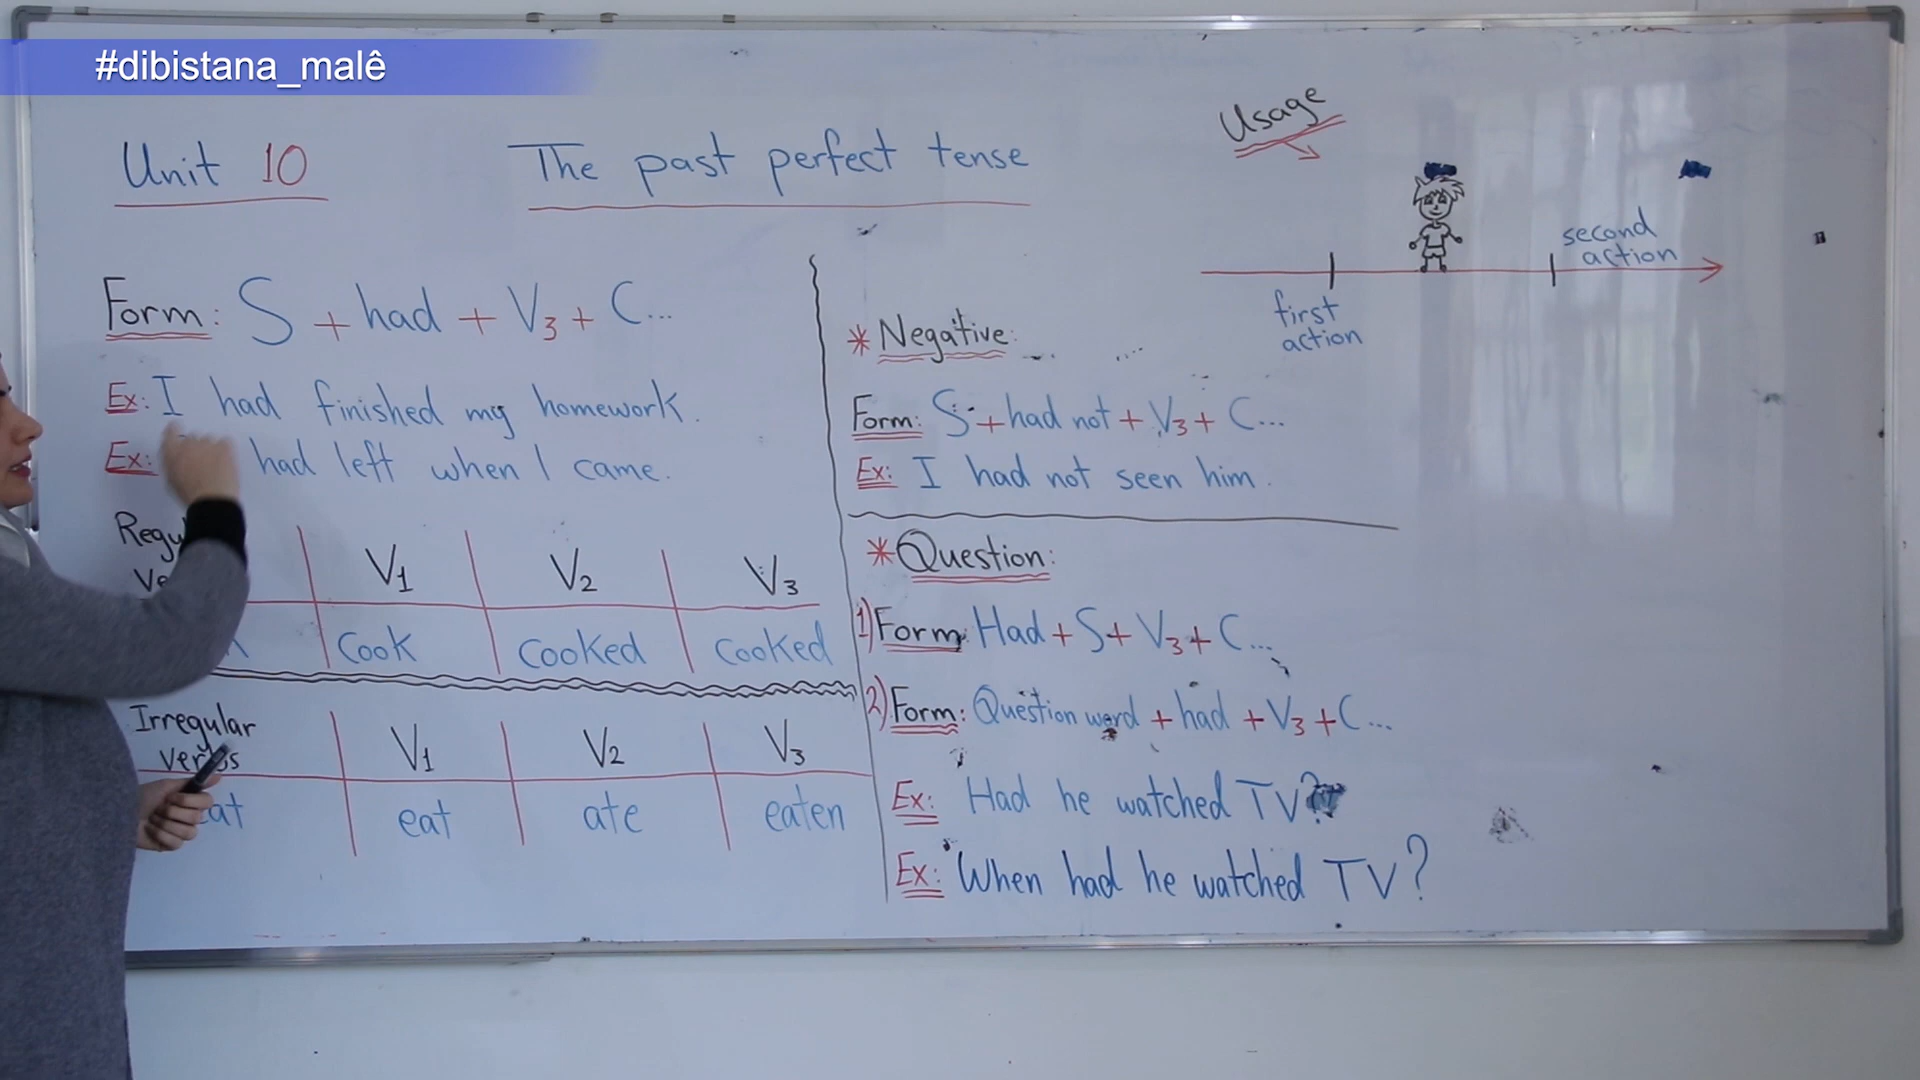 #dibistana_malê
Unit 10
The past perfect tense
Usage
second
action
first
action
Form: S + had + V3 + C...
Ex: I had finished my homework.
Ex: had left when I came.
V1 V2 V3
Cook Cooked Cooked
Irregular
Verbs
V1 V2 V3
eat ate eaten
* Negative:
Form: S + had not + V3 + C...
Ex: I had not seen him.
* Question:
1) Form: Had + S + V3 + C...
2) Form: Question word + had + V3 + C...
Ex: Had he watched TV?
Ex: When had he watched TV?